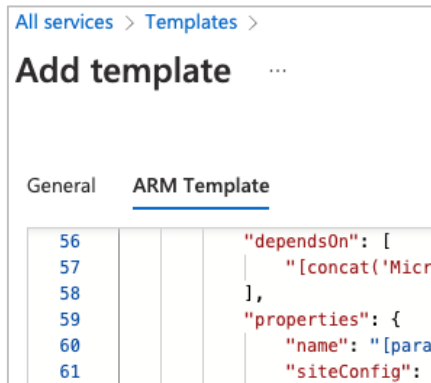 All services > Templates >
Add template ...
General ARM Template
56 "dependsOn": [
57 "[concat('Micr
58 ],
59 "properties": {
60 "name": "[para
61 "siteConfig":